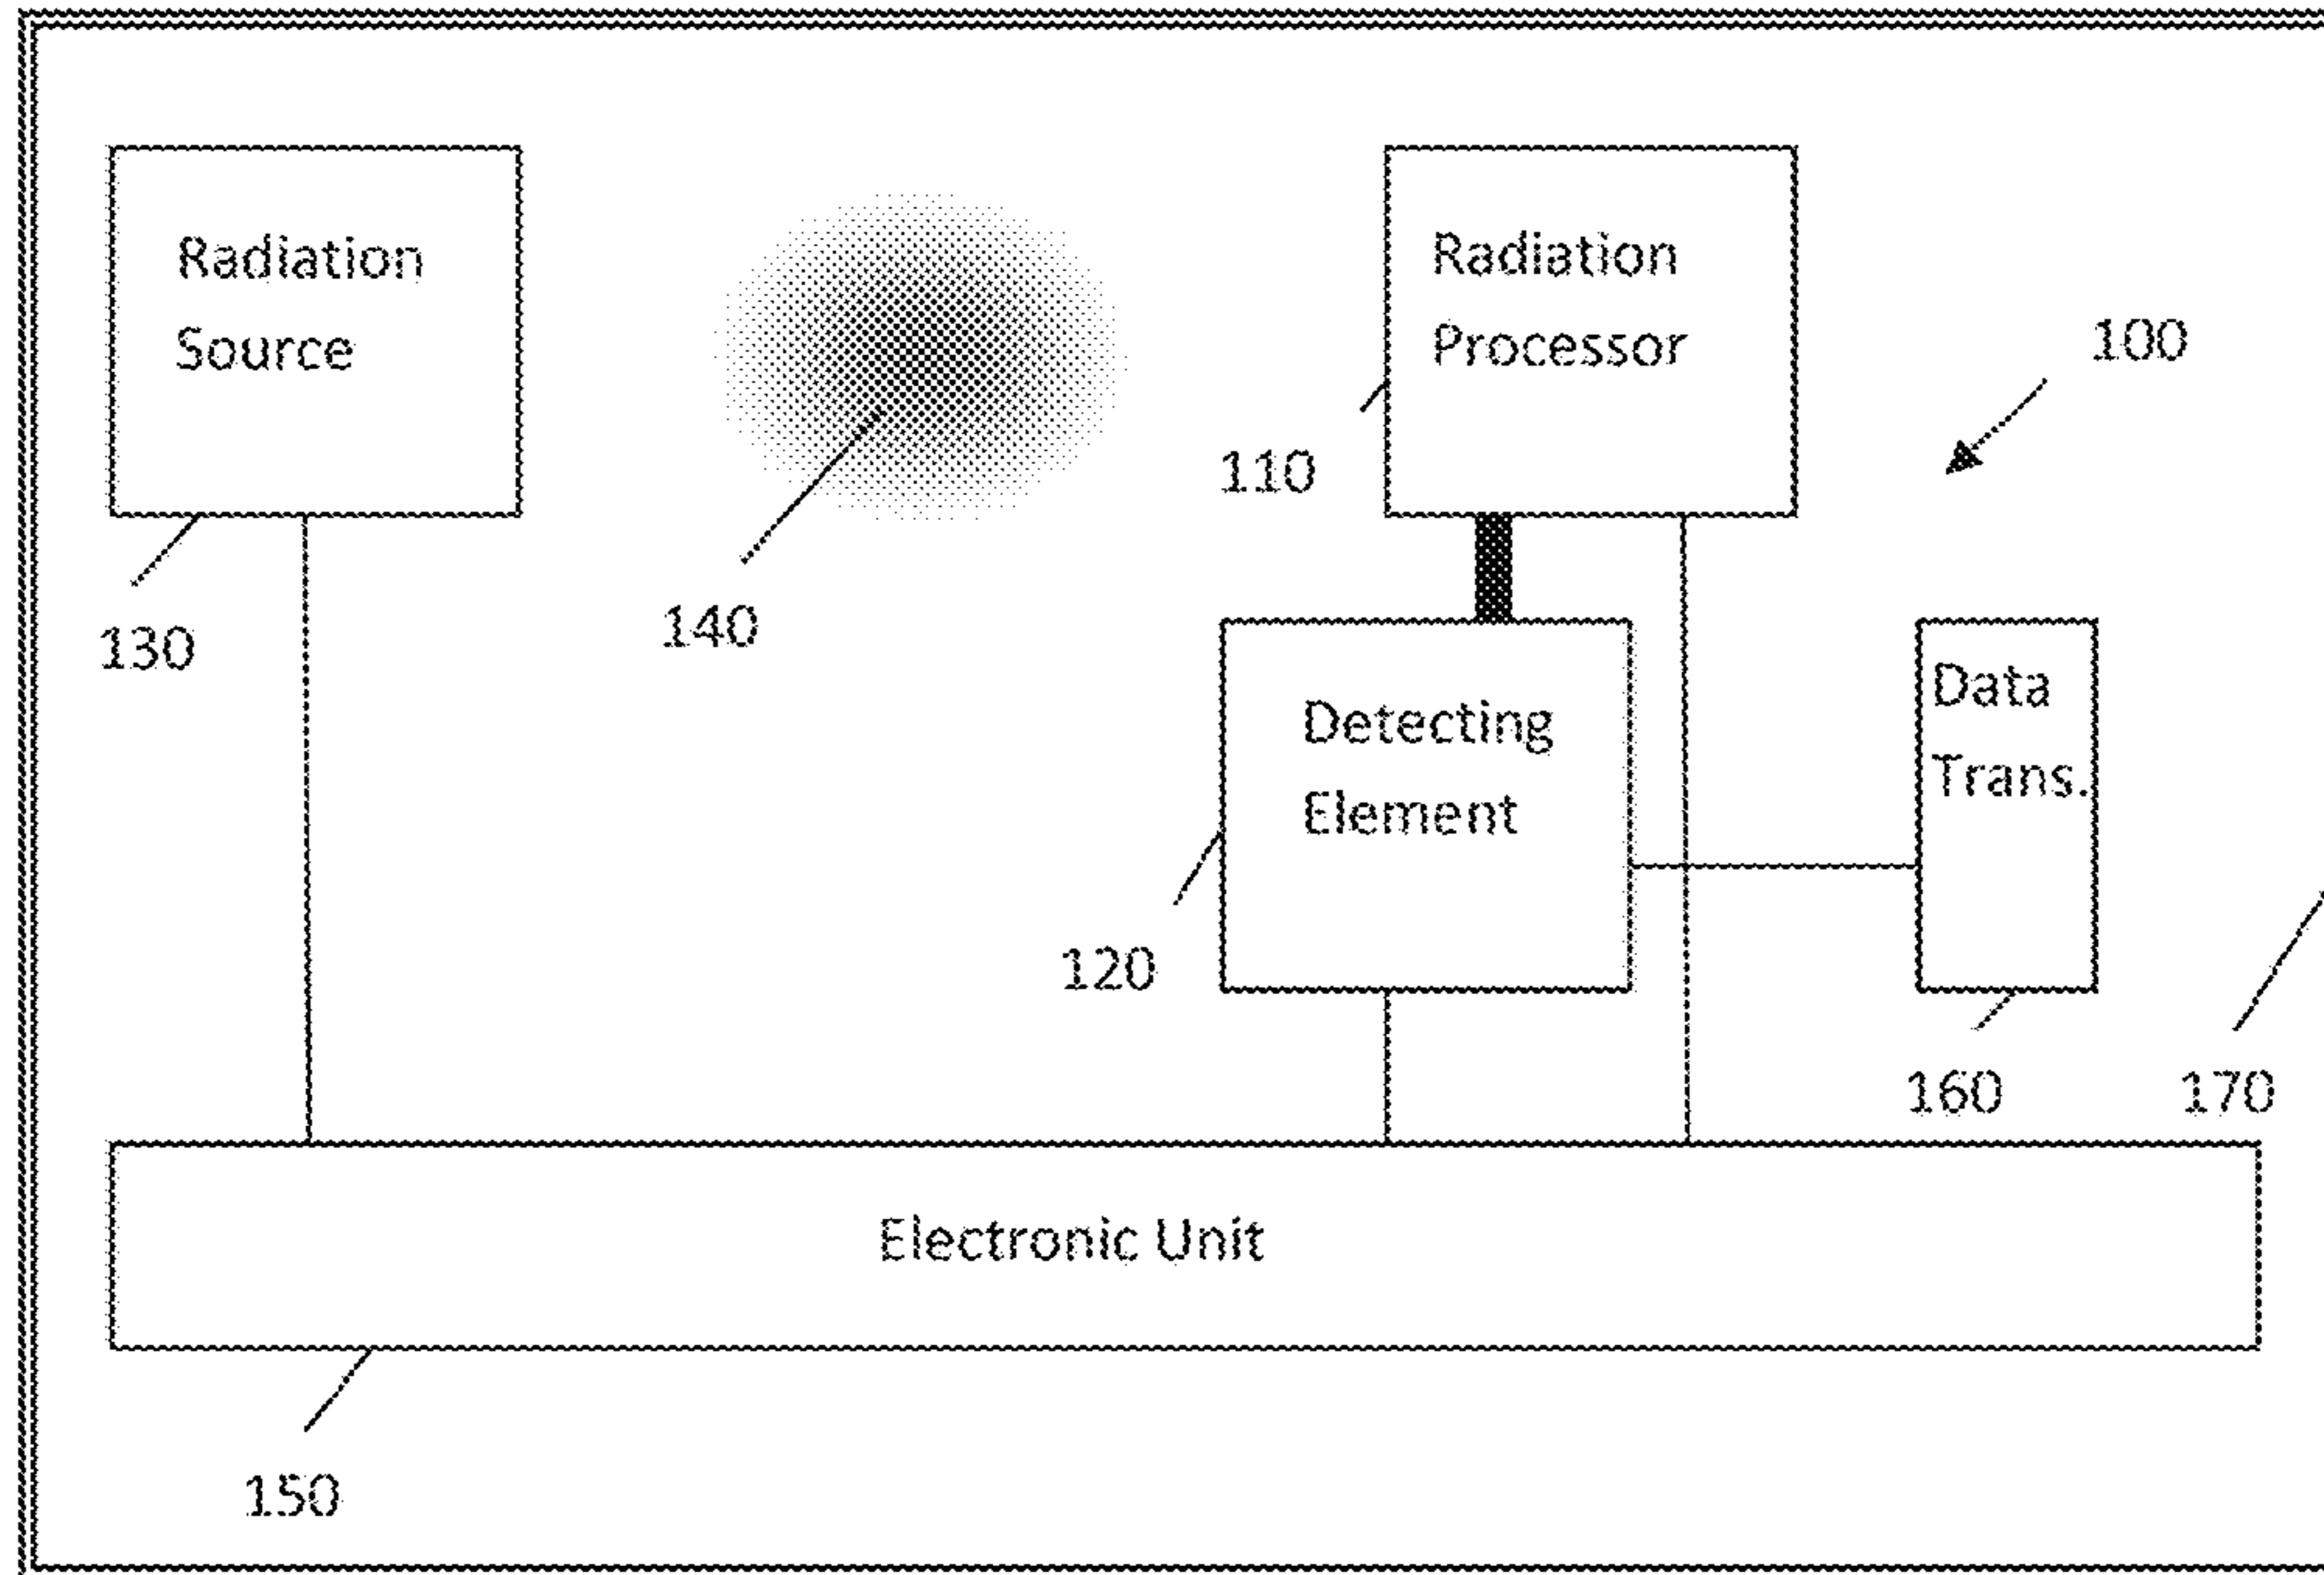 Radiation
Source
Radiation
Processor
100
110
130
140
Detecting
Element
Data
Trans.
120
160
170
Electronic Unit
150